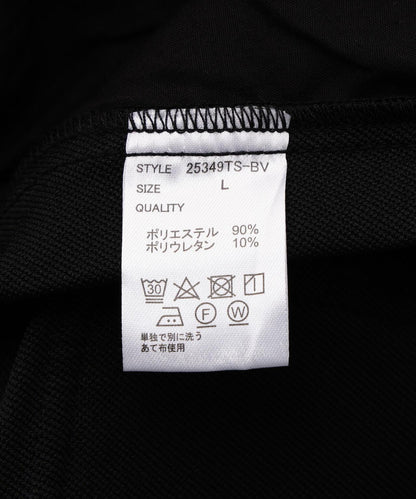 STYLE 25349TS-BV
SIZE L
QUALITY
ポリエステル 90%
ポリウレタン 10%
30
F W
単独で別に洗う
あて布使用